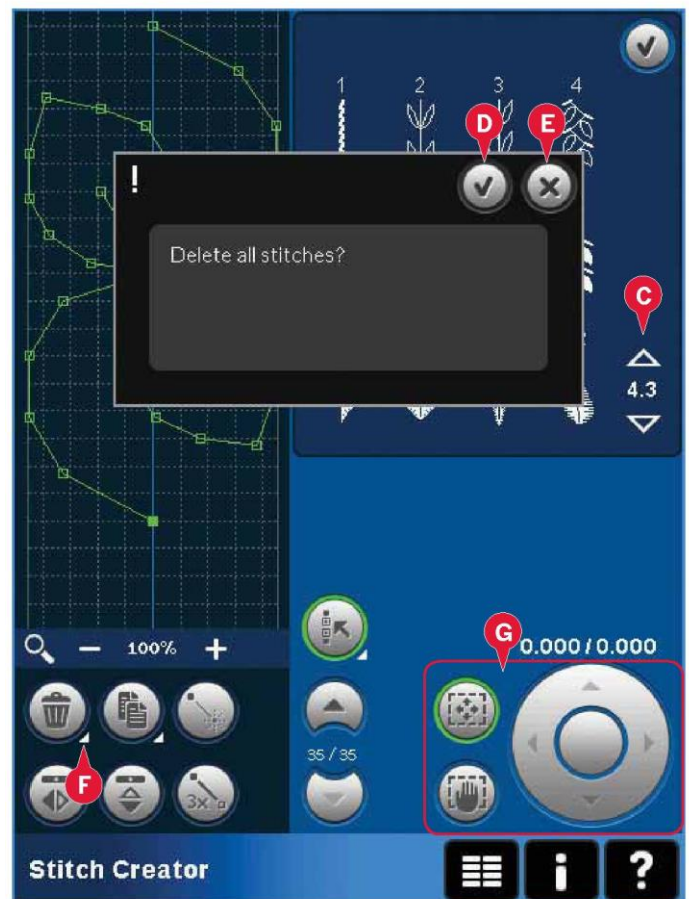 1 2 3 4
D E
!
Delete all stitches?
C
4.3
G
100%
0.000/0.000
35/35
F
3x
Stitch Creator
i ?